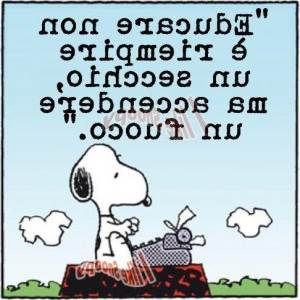 "Educare non
è riempire
un secchio,
ma accendere
un fuoco."